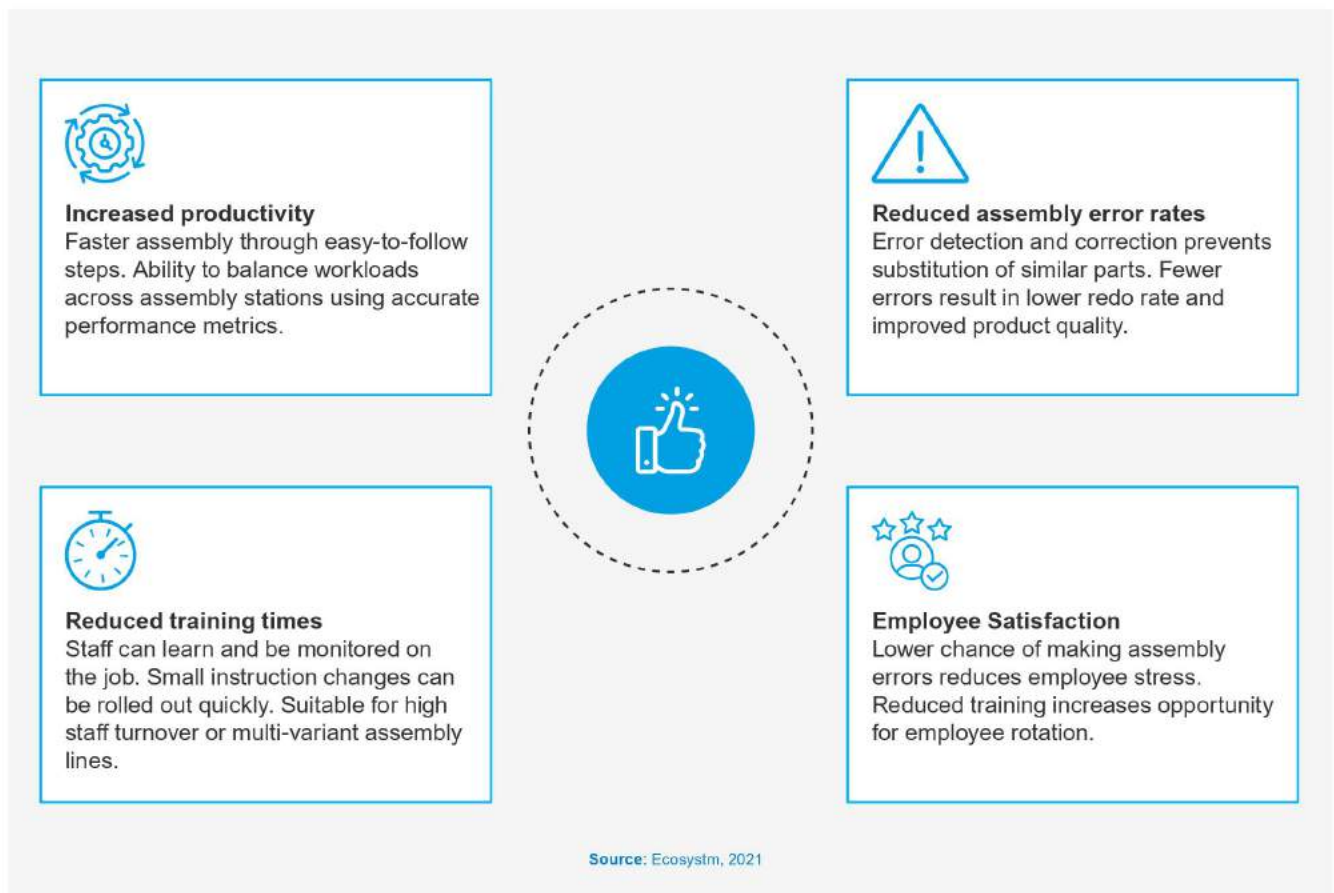 Increased productivity
Faster assembly through easy-to-follow
steps. Ability to balance workloads
across assembly stations using accurate
performance metrics.
Reduced assembly error rates
Error detection and correction prevents
substitution of similar parts. Fewer
errors result in lower redo rate and
improved product quality.
Reduced training times
Staff can learn and be monitored on
the job. Small instruction changes can
be rolled out quickly. Suitable for high
staff turnover or multi-variant assembly
lines.
Employee Satisfaction
Lower chance of making assembly
errors reduces employee stress.
Reduced training increases opportunity
for employee rotation.
Source: Ecosystm, 2021